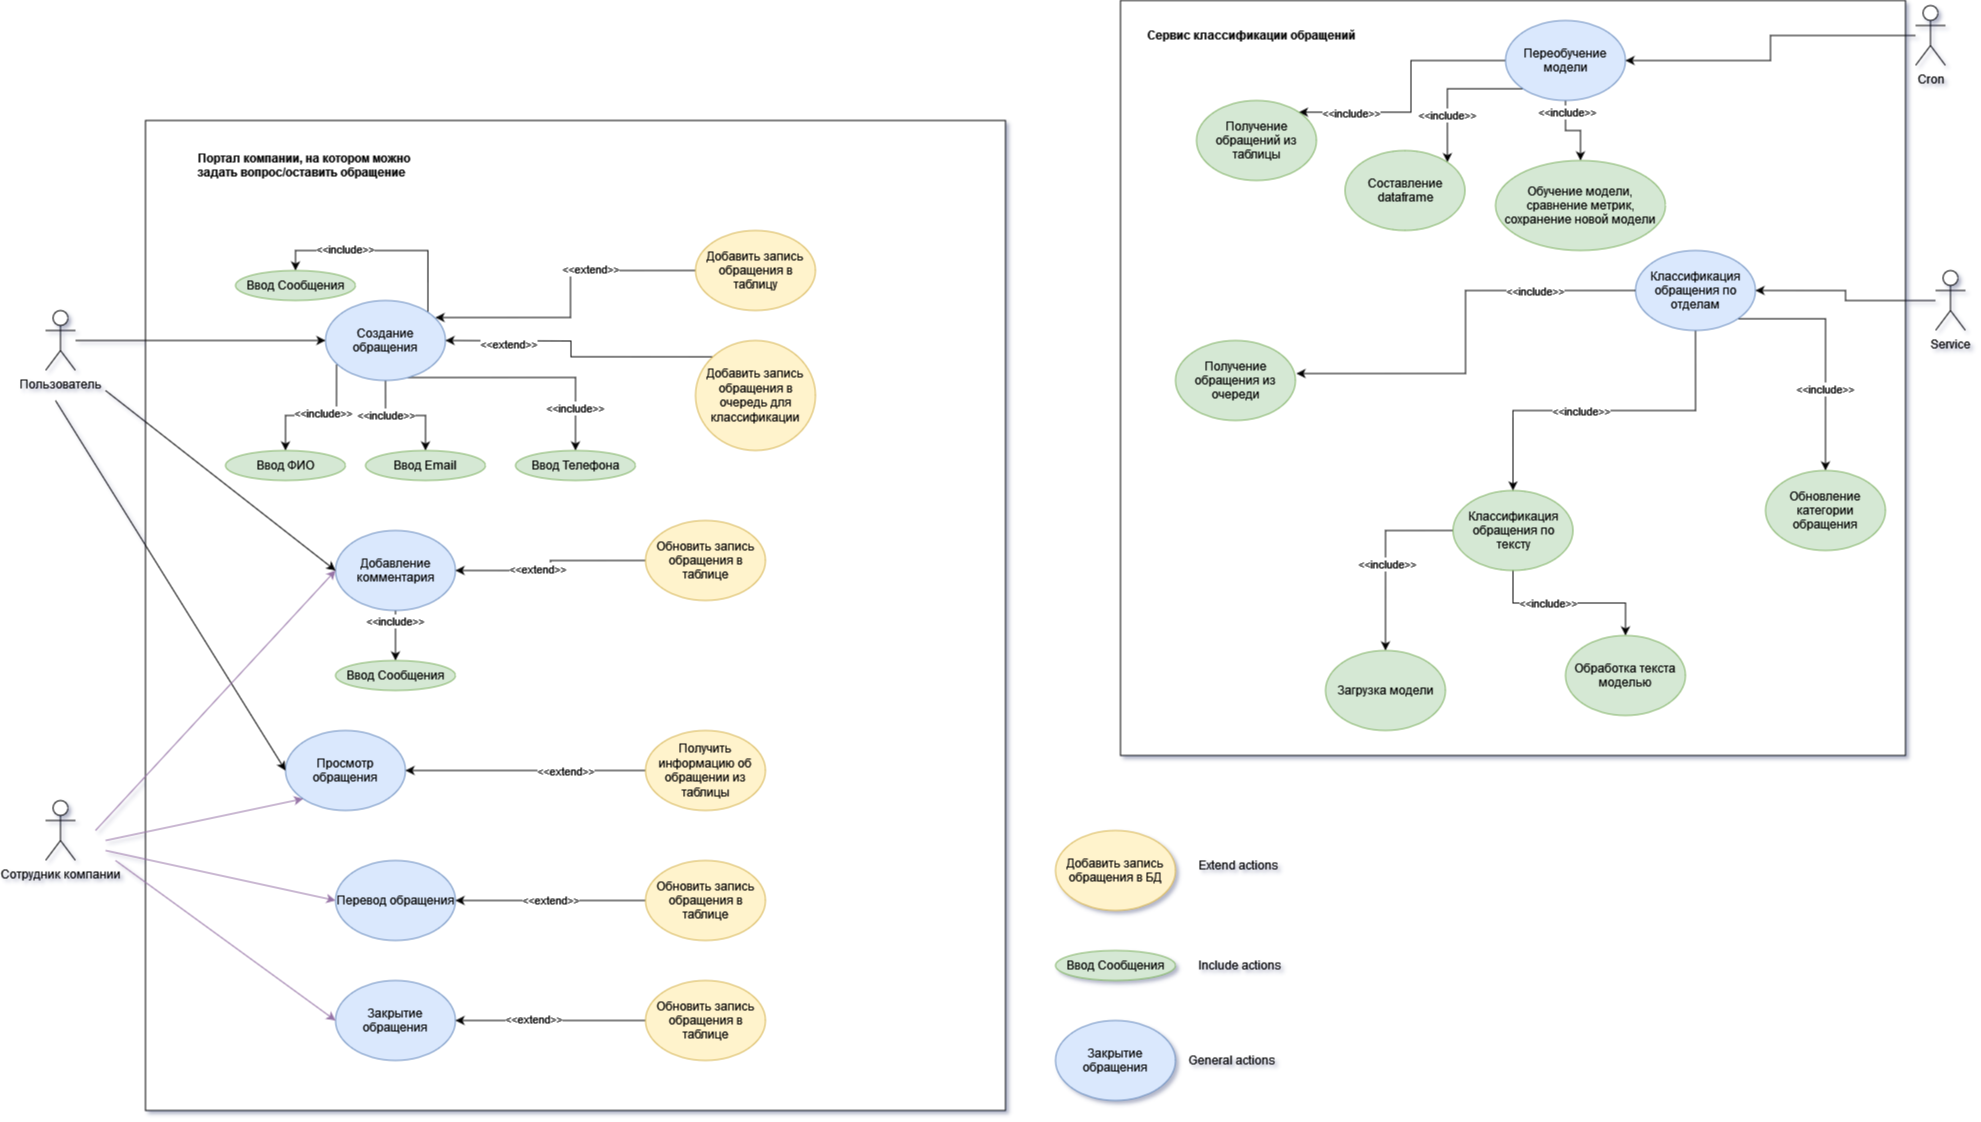 Сервис классификации обращений
Переобучение
модели
Cron
<<include>>
<<include>>
<<include>>
Получение
обращений из
таблицы
Составление
dataframe
Обучение модели,
сравнение метрик,
сохранение новой модели
Классификация
обращения по
отделам
Service
<<include>>
Получение
обращения из
очереди
<<include>>
<<include>>
Классификация
обращения по
тексту
Обновление
категории
обращения
<<include>>
<<include>>
Загрузка модели
Обработка текста
моделью
Портал компании, на котором можно
задать вопрос/оставить обращение
<<include>>
Ввод Сообщения
<<extend>>
Добавить запись
обращения в
таблицу
Пользователь
Создание
обращения
<<extend>>
Добавить запись
обращения в
очередь для
классификации
<<include>>
<<include>>
<<include>>
Ввод ФИО
Ввод Email
Ввод Телефона
Добавление
комментария
<<extend>>
Обновить запись
обращения в
таблице
<<include>>
Ввод Сообщения
Просмотр
обращения
<<extend>>
Получить
информацию об
обращении из
таблицы
Сотрудник компании
Перевод обращения
<<extend>>
Обновить запись
обращения в
таблице
Закрытие
обращения
<<extend>>
Обновить запись
обращения в
таблице
Добавить запись
обращения в БД
Extend actions
Ввод Сообщения
Include actions
Закрытие
обращения
General actions